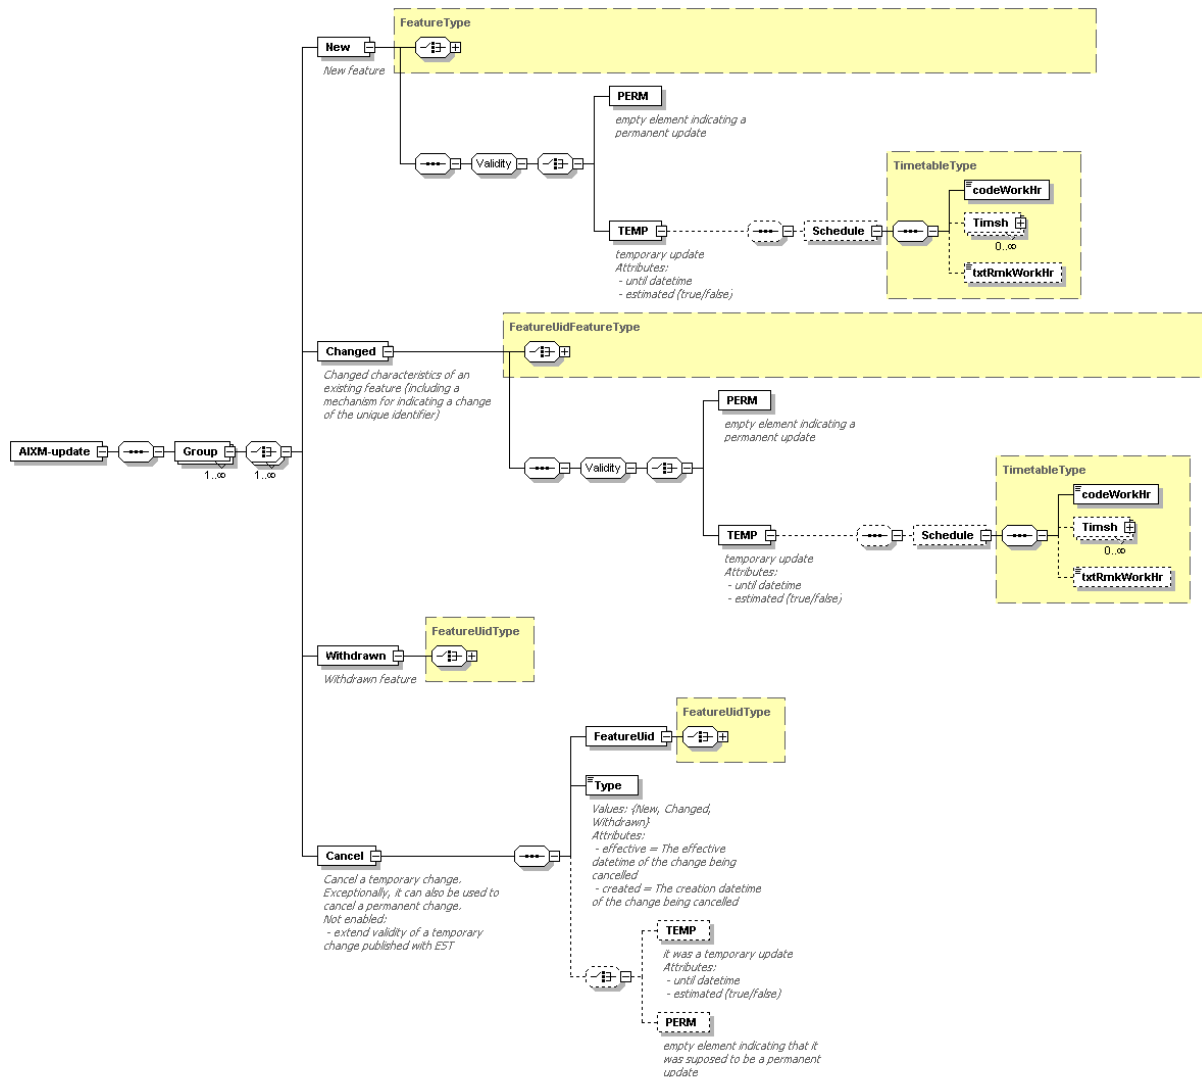 FeatureType
New
New feature
PERM
empty element indicating a
permanent update
Validity
TimetableType
codeWorkHr
Timsh
0..∞
txtRmkWorkHr
TEMP
Schedule
temporary update
Attributes:
- until datetime
- estimated (true/false)
FeatureUidFeatureType
Changed
Changed characteristics of an
existing feature (including a
mechanism for indicating a change
of the unique identifier)
PERM
empty element indicating a
permanent update
AIXM-update
Group
1..∞
1..∞
Validity
TimetableType
codeWorkHr
Timsh
0..∞
txtRmkWorkHr
TEMP
Schedule
temporary update
Attributes:
- until datetime
- estimated (true/false)
FeatureUidType
Withdrawn
Withdrawn feature
FeatureUidType
FeatureUid
Type
Values: {New, Changed,
Withdrawn}
Attributes:
- effective = The effective
datetime of the change being
cancelled
- created = The creation datetime
of the change being cancelled
Cancel
Cancel a temporary change.
Exceptionally, it can also be used to
cancel a permanent change.
Not enabled:
- extend validity of a temporary
change published with EST
TEMP
it was a temporary update
Attributes:
- until datetime
- estimated (true/false)
PERM
empty element indicating that it
was suposed to be a permanent
update